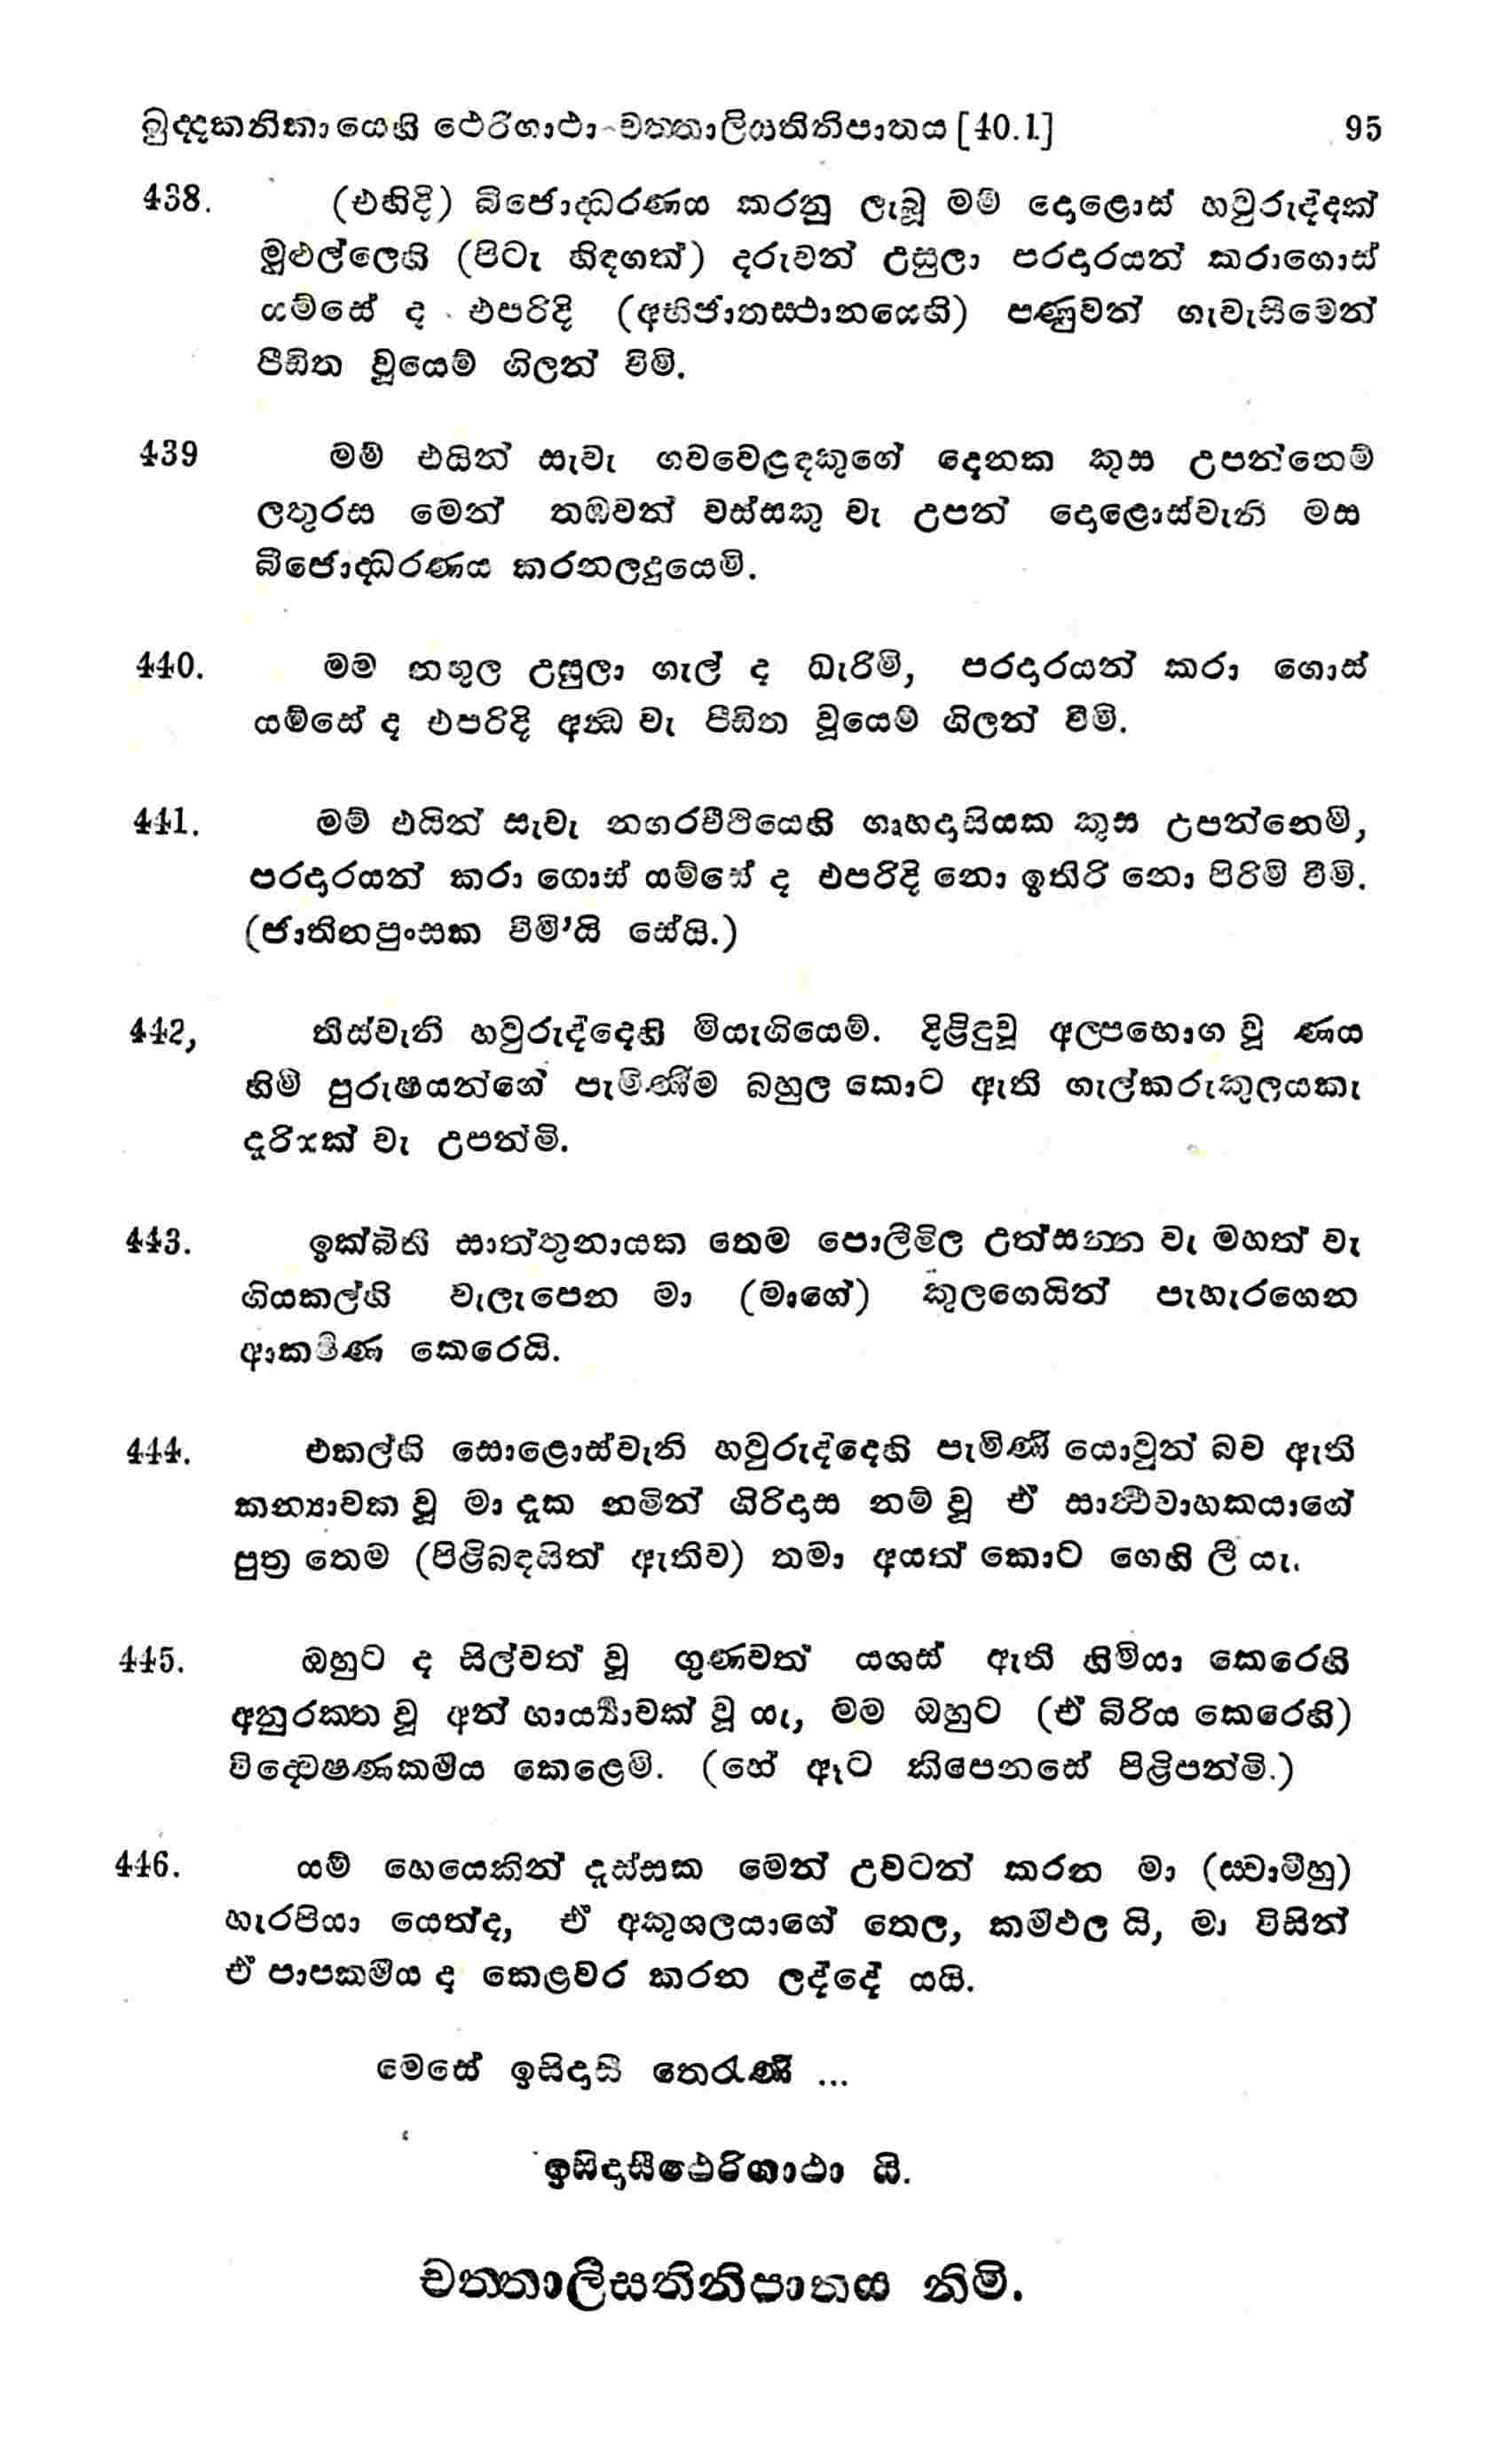 ඛුද්දකනිකායෙහි ථේරිගාථා-චත්තාලීසතිනිපාතය [40.1] 95
438. (එහිදී) බීජොද්ධරණය කරනු ලැබූ මම් දොළොස් හවුරුද්දක්
මුළුල්ලෙහි (පිටැ හිඳගත්) දරුවන් උසුලා පරදාරයන් කරාගොස්
යම්සේ ද එපරිදි (අභිජාතස්ථානයෙහි) පණුවන් ගැවැසීමෙන්
පීඩිත වූයෙම් ගිලන් වීමි.
439 මම් එයින් සැවැ ගවවෙළඳකුගේ දෙනක කුස උපන්නෙම්
ලතුරස මෙන් තඹවන් වස්සකු වැ උපන් දොළොස්වැනි මස
බීජොද්ධරණය කරනලදුයෙමි.
440. මම නගුල උසුලා ගැල් ද ඛැරීමි, පරදාරයන් කරා ගොස්
යම්සේ ද එපරිදි අන්‍ධ වැ පීඩිත වූයෙම් ගිලන් වීමි.
441. මම් එයින් සැවැ නගරවීථියෙහි ගෘහදාසියක කුස උපන්නෙමි,
පරදාරයන් කරා ගොස් යම්සේ ද එපරිදි නො ඉතිරි නො පිරිමි වීමි.
(ජාතිනපුංසක වීමි’යි සේයි.)
442, තිස්වැනි හවුරුද්දෙහි මියැගියෙම්. දිළිඳුවූ අල්පභොග වූ ණය
හිමි පුරුෂයන්ගේ පැමිණීම බහුල කොට ඇති ගැල්කරුකුලයකැ
දැරියක් වැ උපන්මි.
443. ඉක්බිති සාත්තුනායක තෙම පොලීමිල උත්සන්න වැ මහත් වැ
ගියකල්හි වැලැපෙන මා (මාගේ) කුලගෙයින් පැහැරගෙන
ආකර්‍ෂණ කෙරෙයි.
444. එකල්හි සොළොස්වැනි හවුරුද්දෙහි පැමිණි යොවුන් බව ඇති
කන්‍යාවක වූ මා දැක නමින් ගිරිදාස නම් වූ ඒ සාර්‍ථවාහකයාගේ
පුත්‍ර තෙම (පිළිබඳසිත් ඇතිව) තමා අයත් කොට ගෙහි ලී යැ.
445. ඔහුට ද සිල්වත් වූ ගුණවත් යශස් ඇති හිමියා කෙරෙහි
අනුරක්ත වූ අන් භාර්‍ය්‍යාවක් වූ යැ, මම ඔහුට (ඒ බිරිය කෙරෙහි)
විද්වෙෂණකර්‍මය කෙළෙමි. (හේ ඈට කිපෙනසේ පිළිපන්මි.)
446. යම් හෙයෙකින් දැස්සක මෙන් උවටන් කරන මා (ස්වාමීහු)
හැරපියා යෙත්ද, ඒ අකුශලයාගේ තෙල, කර්‍මඵල යි, මා විසින්
ඒ පාපකර්‍මය ද කෙළවර කරන ලද්දේ යයි.
මෙසේ ඉසිදාසී තෙරැණි ...
ඉසිදාසීථෙරිගාථා යි.
චත්තාලීසතිනිපාතය නිමි.